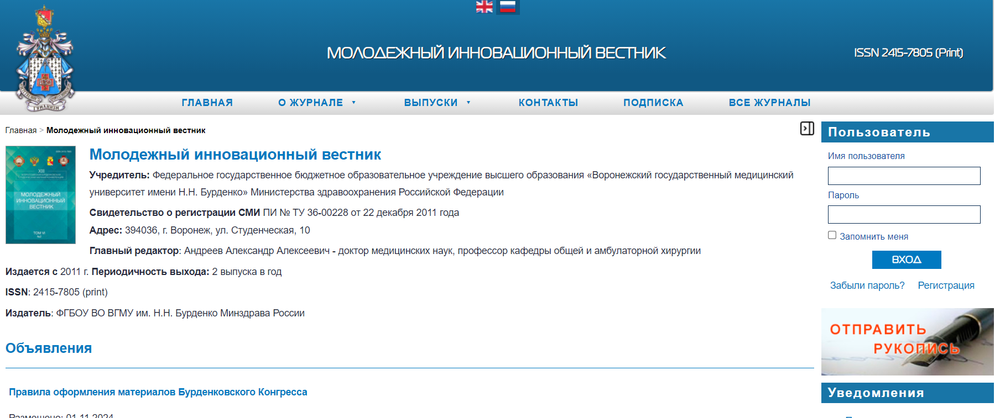 МОЛОДЕЖНЫЙ ИННОВАЦИОННЫЙ ВЕСТНИК
ISSN 2415-7805 (Print)
ГУМАНИЗМ
ГЛАВНАЯ
О ЖУРНАЛЕ
ВЫПУСКИ
КОНТАКТЫ
ПОДПИСКА
ВСЕ ЖУРНАЛЫ
Главная > Молодежный инновационный вестник
XIII
МОЛОДЕЖНЫЙ
ИННОВАЦИОННЫЙ
ВЕСТНИК
ТОМ VI
№2
Молодежный инновационный вестник
Учредитель: Федеральное государственное бюджетное образовательное учреждение высшего образования «Воронежский государственный медицинский
университет имени Н.Н. Бурденко» Министерства здравоохранения Российской Федерации
Свидетельство о регистрации СМИ ПИ № ТУ 36-00228 от 22 декабря 2011 года
Адрес: 394036, г. Воронеж, ул. Студенческая, 10
Главный редактор: Андреев Александр Алексеевич - доктор медицинских наук, профессор кафедры общей и амбулаторной хирургии
Издается с 2011 г. Периодичность выхода: 2 выпуска в год
ISSN: 2415-7805 (print)
Издатель: ФГБОУ ВО ВГМУ им. Н.Н. Бурденко Минздрава России
Объявления
Правила оформления материалов Бурденковского Конгресса
Размещено: 01.11.2024
Пользователь
Имя пользователя
Пароль
Запомнить меня
ВХОД
Забыли пароль?
Регистрация
ОТПРАВИТЬ
РУКОПИСЬ
Уведомления